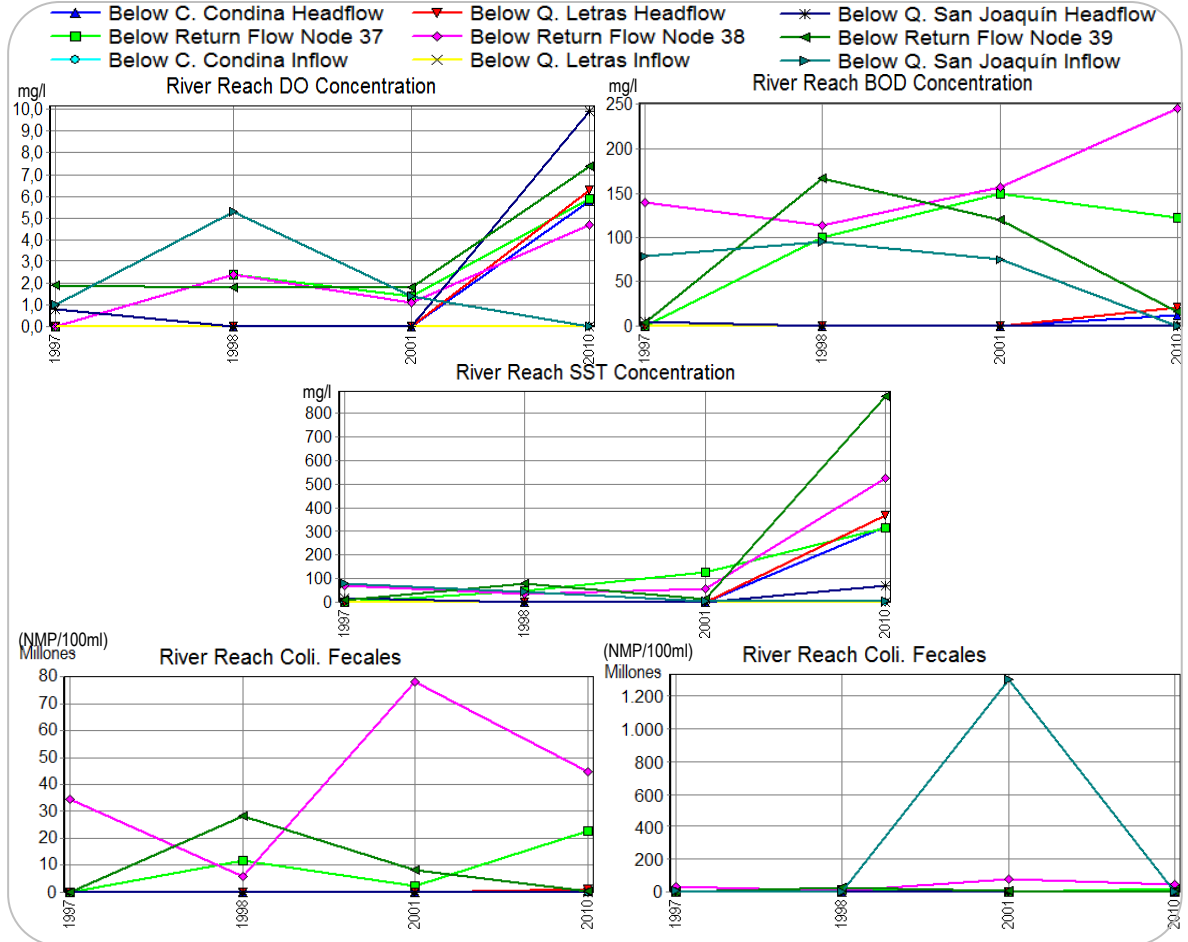 Below C. Condina Headflow Below Q. Letras Headflow Below Q. San Joaquín Headflow
Below Return Flow Node 37 Below Return Flow Node 38 Below Return Flow Node 39
Below C. Condina Inflow Below Q. Letras Inflow Below Q. San Joaquín Inflow
River Reach DO Concentration
mg/l
10,0
9,0
8,0
7,0
6,0
5,0
4,0
3,0
2,0
1,0
0,0
1997 1998 2001 2010
River Reach BOD Concentration
mg/l
250
200
150
100
50
0
1997 1998 2001 2010
River Reach SST Concentration
mg/l
800
700
600
500
400
300
200
100
0
1997 1998 2001 2010
(NMP/100ml)
Millones
River Reach Coli. Fecales
80
70
60
50
40
30
20
10
0
1997 1998 2001 2010
(NMP/100ml)
Millones
River Reach Coli. Fecales
1.200
1.000
800
600
400
200
0
1997 1998 2001 2010